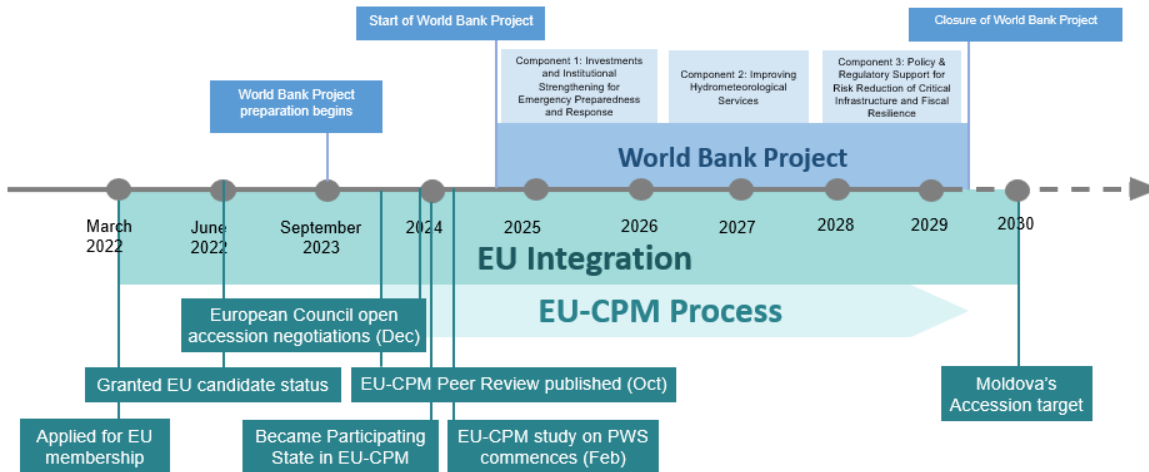 Start of World Bank Project
Closure of World Bank Project
Component 1: Investments
and Institutional
Strengthening for
Emergency Preparedness
and Response
Component 2: Improving
Hydrometeorological
Services
Component 3: Policy &
Regulatory Support for
Risk Reduction of Critical
Infrastructure and Fiscal
Resilience
World Bank Project
preparation begins
World Bank Project
March
2022
June
2022
September
2023
2024
2025
2026
2027
2028
2029
2030
EU Integration
EU-CPM Process
European Council open
accession negotiations (Dec)
Granted EU candidate status
EU-CPM Peer Review published (Oct)
Moldova's
Accession target
Applied for EU
membership
Became Participating
State in EU-CPM
EU-CPM study on PWS
commences (Feb)